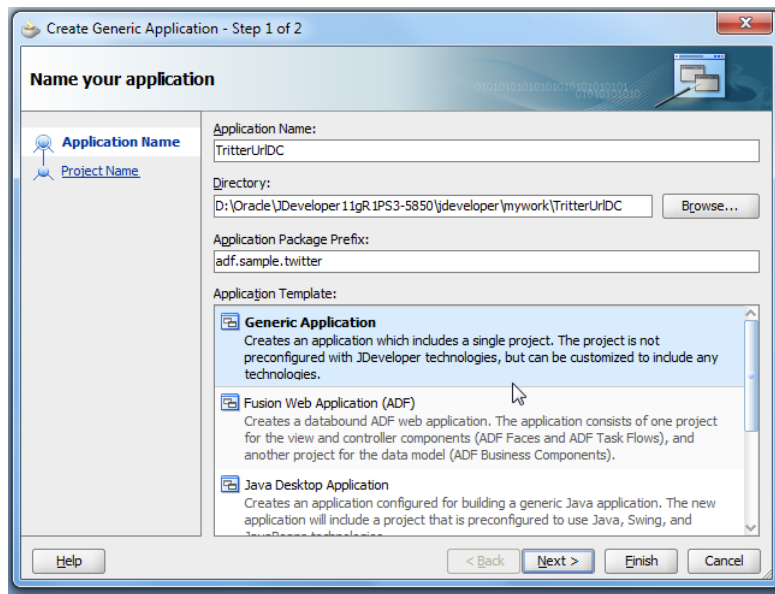 Create Generic Application - Step 1 of 2
Name your application
Application Name
Project Name
Application Name:
TritterUrlDC
Directory:
D:\Oracle\JDeveloper11gR1PS3-5850\jdeveloper\mywork\TritterUrlDC
Browse...
Application Package Prefix:
adf.sample.twitter
Application Template:
Generic Application
Creates an application which includes a single project. The project is not
preconfigured with JDeveloper technologies, but can be customized to include any
technologies.
Fusion Web Application (ADF)
Creates a databound ADF web application. The application consists of one project
for the view and controller components (ADF Faces and ADF Task Flows), and
another project for the data model (ADF Business Components).
Java Desktop Application
Creates an application configured for building a generic Java application. The new
application will include a project that is preconfigured to use Java, Swing, and
Help
< Back
Next >
Finish
Cancel